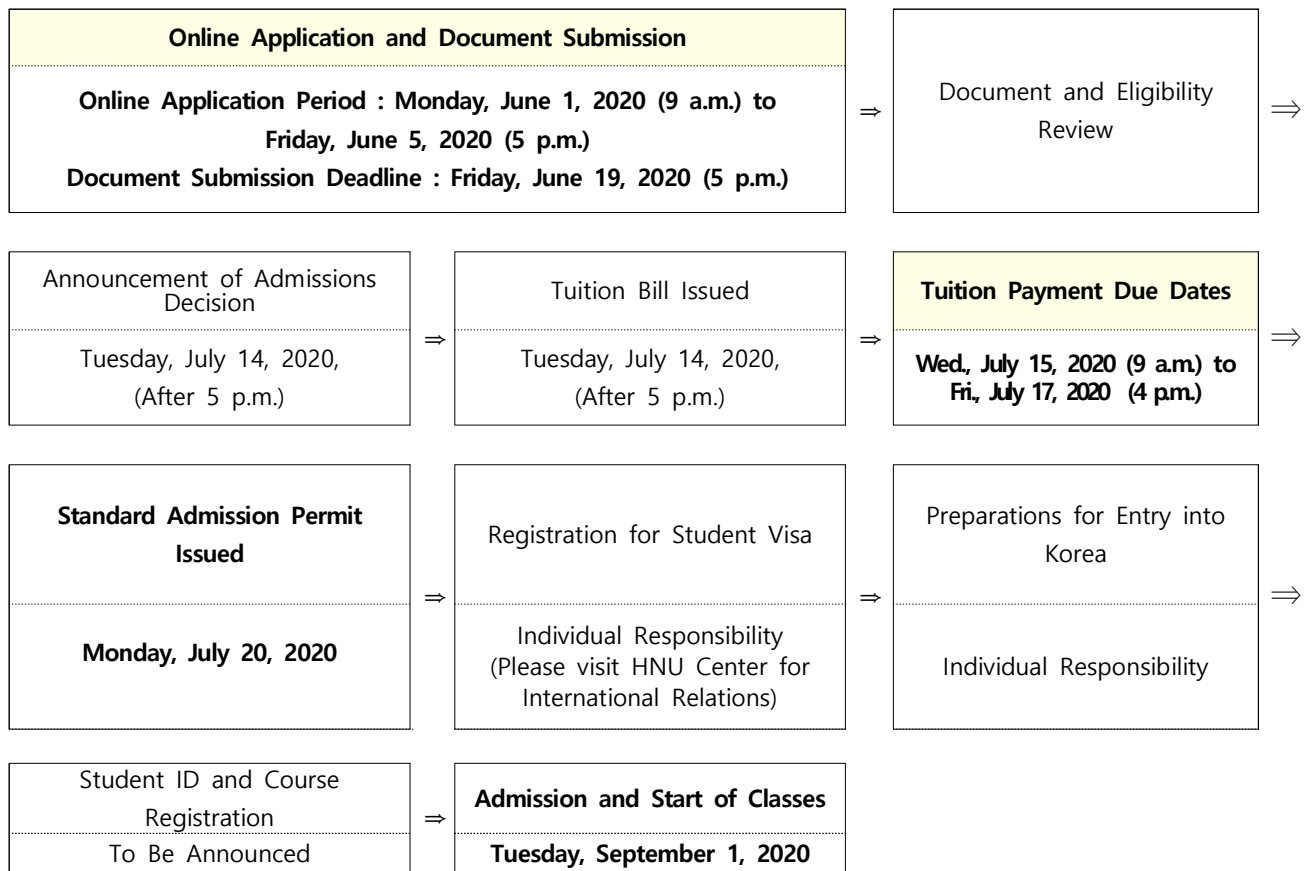 Online Application and Document Submission
Online Application Period : Monday, June 1, 2020 (9 a.m.) to
Friday, June 5, 2020 (5 p.m.)
Document Submission Deadline : Friday, June 19, 2020 (5 p.m.)
⇒
Document and Eligibility
Review
⇒
Announcement of Admissions
Decision
Tuesday, July 14, 2020,
(After 5 p.m.)
⇒
Tuition Bill Issued
Tuesday, July 14, 2020,
(After 5 p.m.)
⇒
Tuition Payment Due Dates
Wed., July 15, 2020 (9 a.m.) to
Fri., July 17, 2020 (4 p.m.)
⇒
Standard Admission Permit
Issued
Monday, July 20, 2020
⇒
Registration for Student Visa
Individual Responsibility
(Please visit HNU Center for
International Relations)
⇒
Preparations for Entry into
Korea
Individual Responsibility
⇒
Student ID and Course
Registration
To Be Announced
⇒
Admission and Start of Classes
Tuesday, September 1, 2020